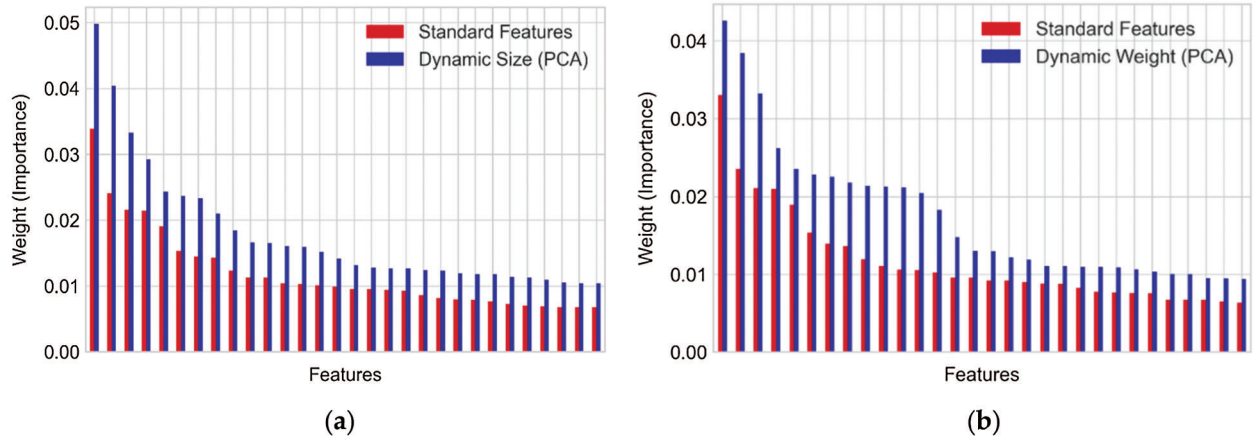 0.05
0.04
0.03
0.02
0.01
0.00
Weight (Importance)
Standard Features
Dynamic Size (PCA)
Features
(a)
0.04
0.03
0.02
0.01
0.00
Weight (Importance)
Standard Features
Dynamic Weight (PCA)
Features
(b)